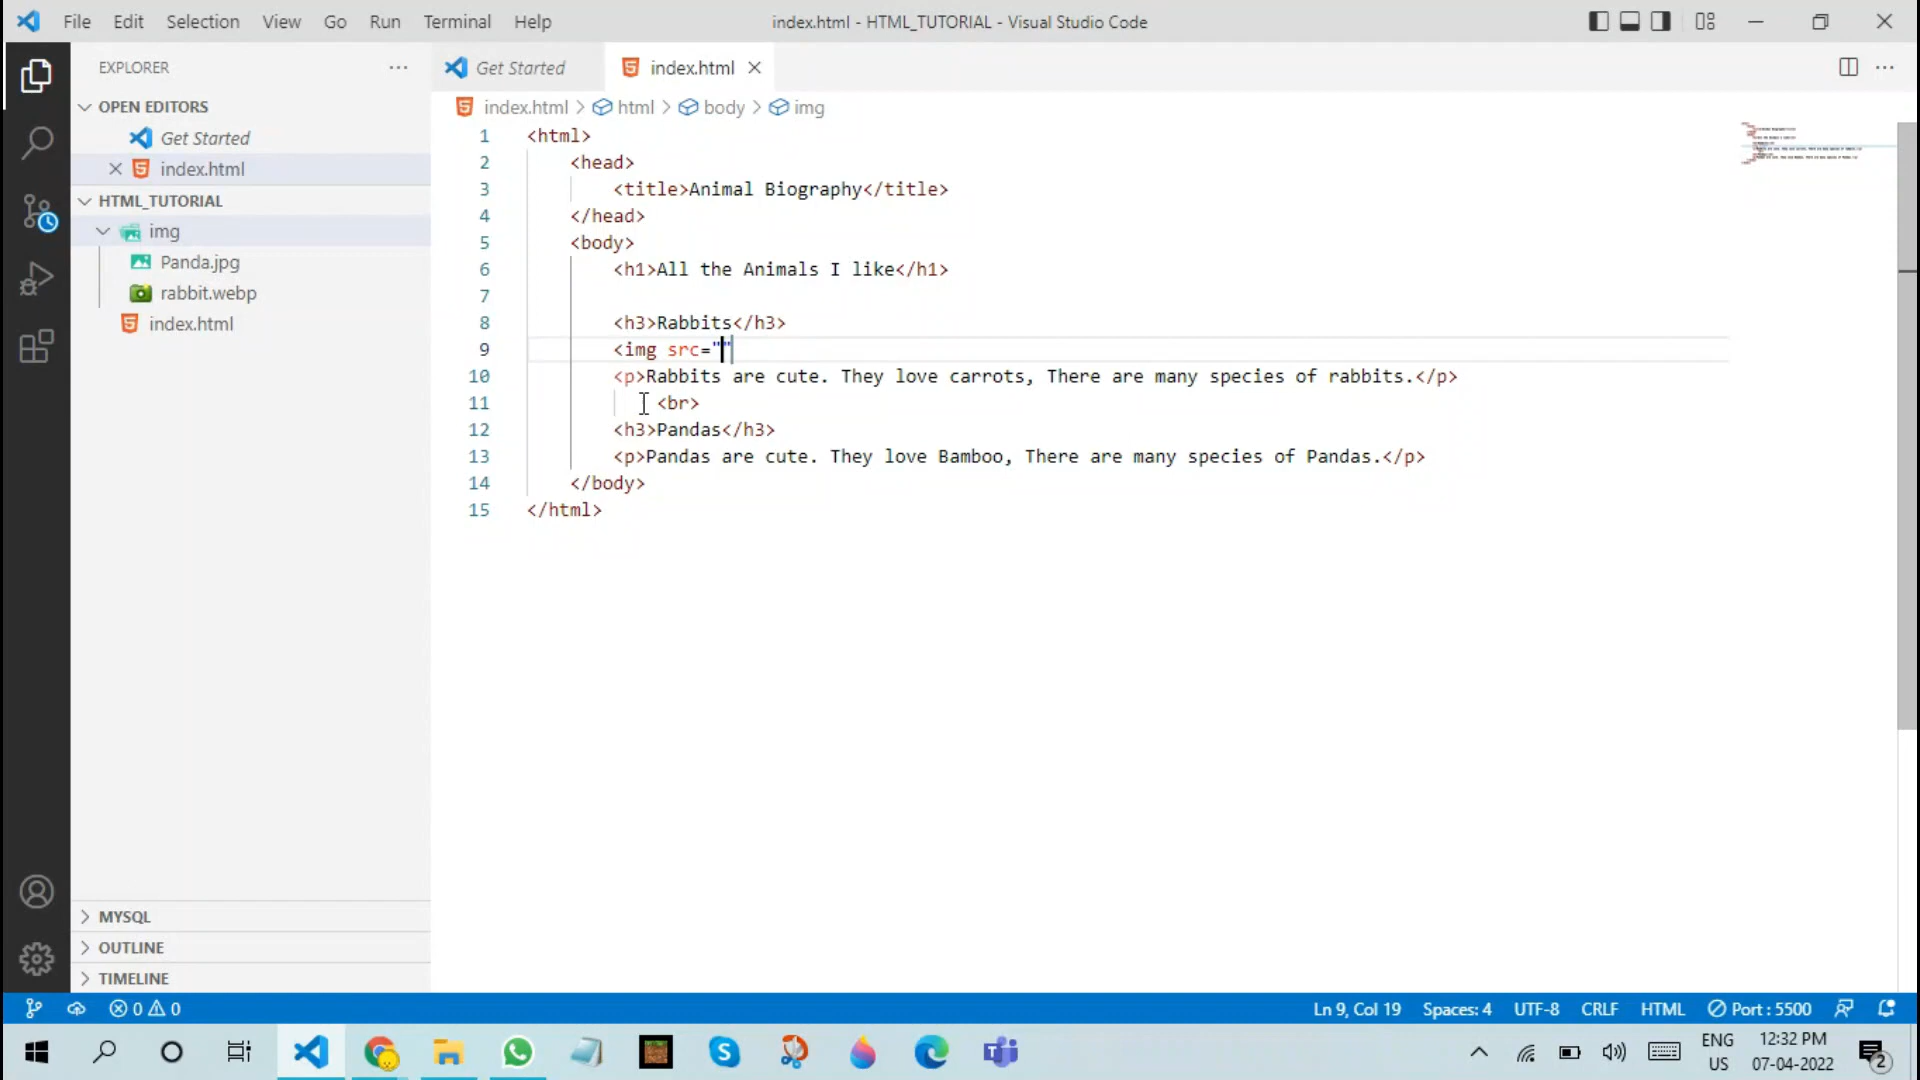 File Edit Selection View Go Run Terminal Help index.html - HTML_TUTORIAL - Visual Studio Code
EXPLORER
OPEN EDITORS
Get Started
index.html
HTML_TUTORIAL
img
Panda.jpg
rabbit.webp
index.html
MYSQL
OUTLINE
TIMELINE
Get Started index.html
index.html > html > body > img
1 <html>
2 <head>
3 <title>Animal Biography</title>
4 </head>
5 <body>
6 <h1>All the Animals I like</h1>
7
8 <h3>Rabbits</h3>
9 <img src=""
10 <p>Rabbits are cute. They love carrots, There are many species of rabbits.</p>
11 <br>
12 <h3>Pandas</h3>
13 <p>Pandas are cute. They love Bamboo, There are many species of Pandas.</p>
14 </body>
15 </html>
0 0 Ln 9, Col 19 Spaces: 4 UTF-8 CRLF HTML Port : 5500
ENG 12:32 PM
US 07-04-2022 2